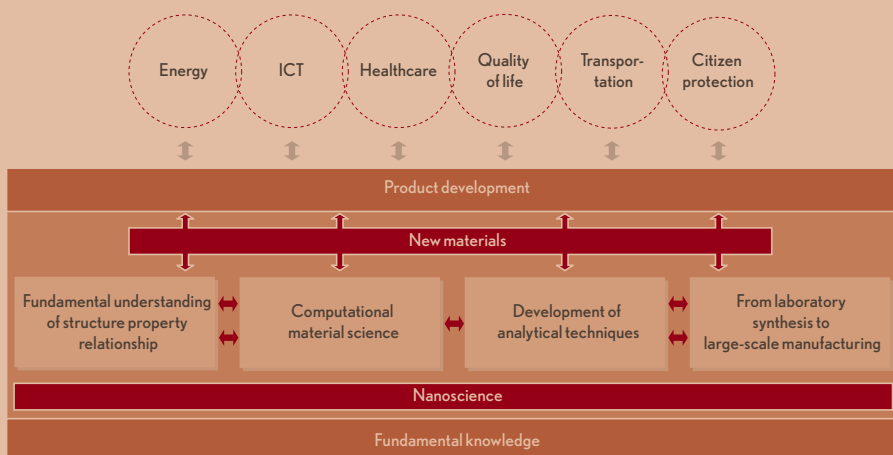 Energy
ICT
Healthcare
Quality
of life
Transpor-
tation
Citizen
protection
Product development
New materials
Fundamental understanding
of structure property
relationship
Computational
material science
Development of
analytical techniques
From laboratory
synthesis to
large-scale manufacturing
Nanoscience
Fundamental knowledge